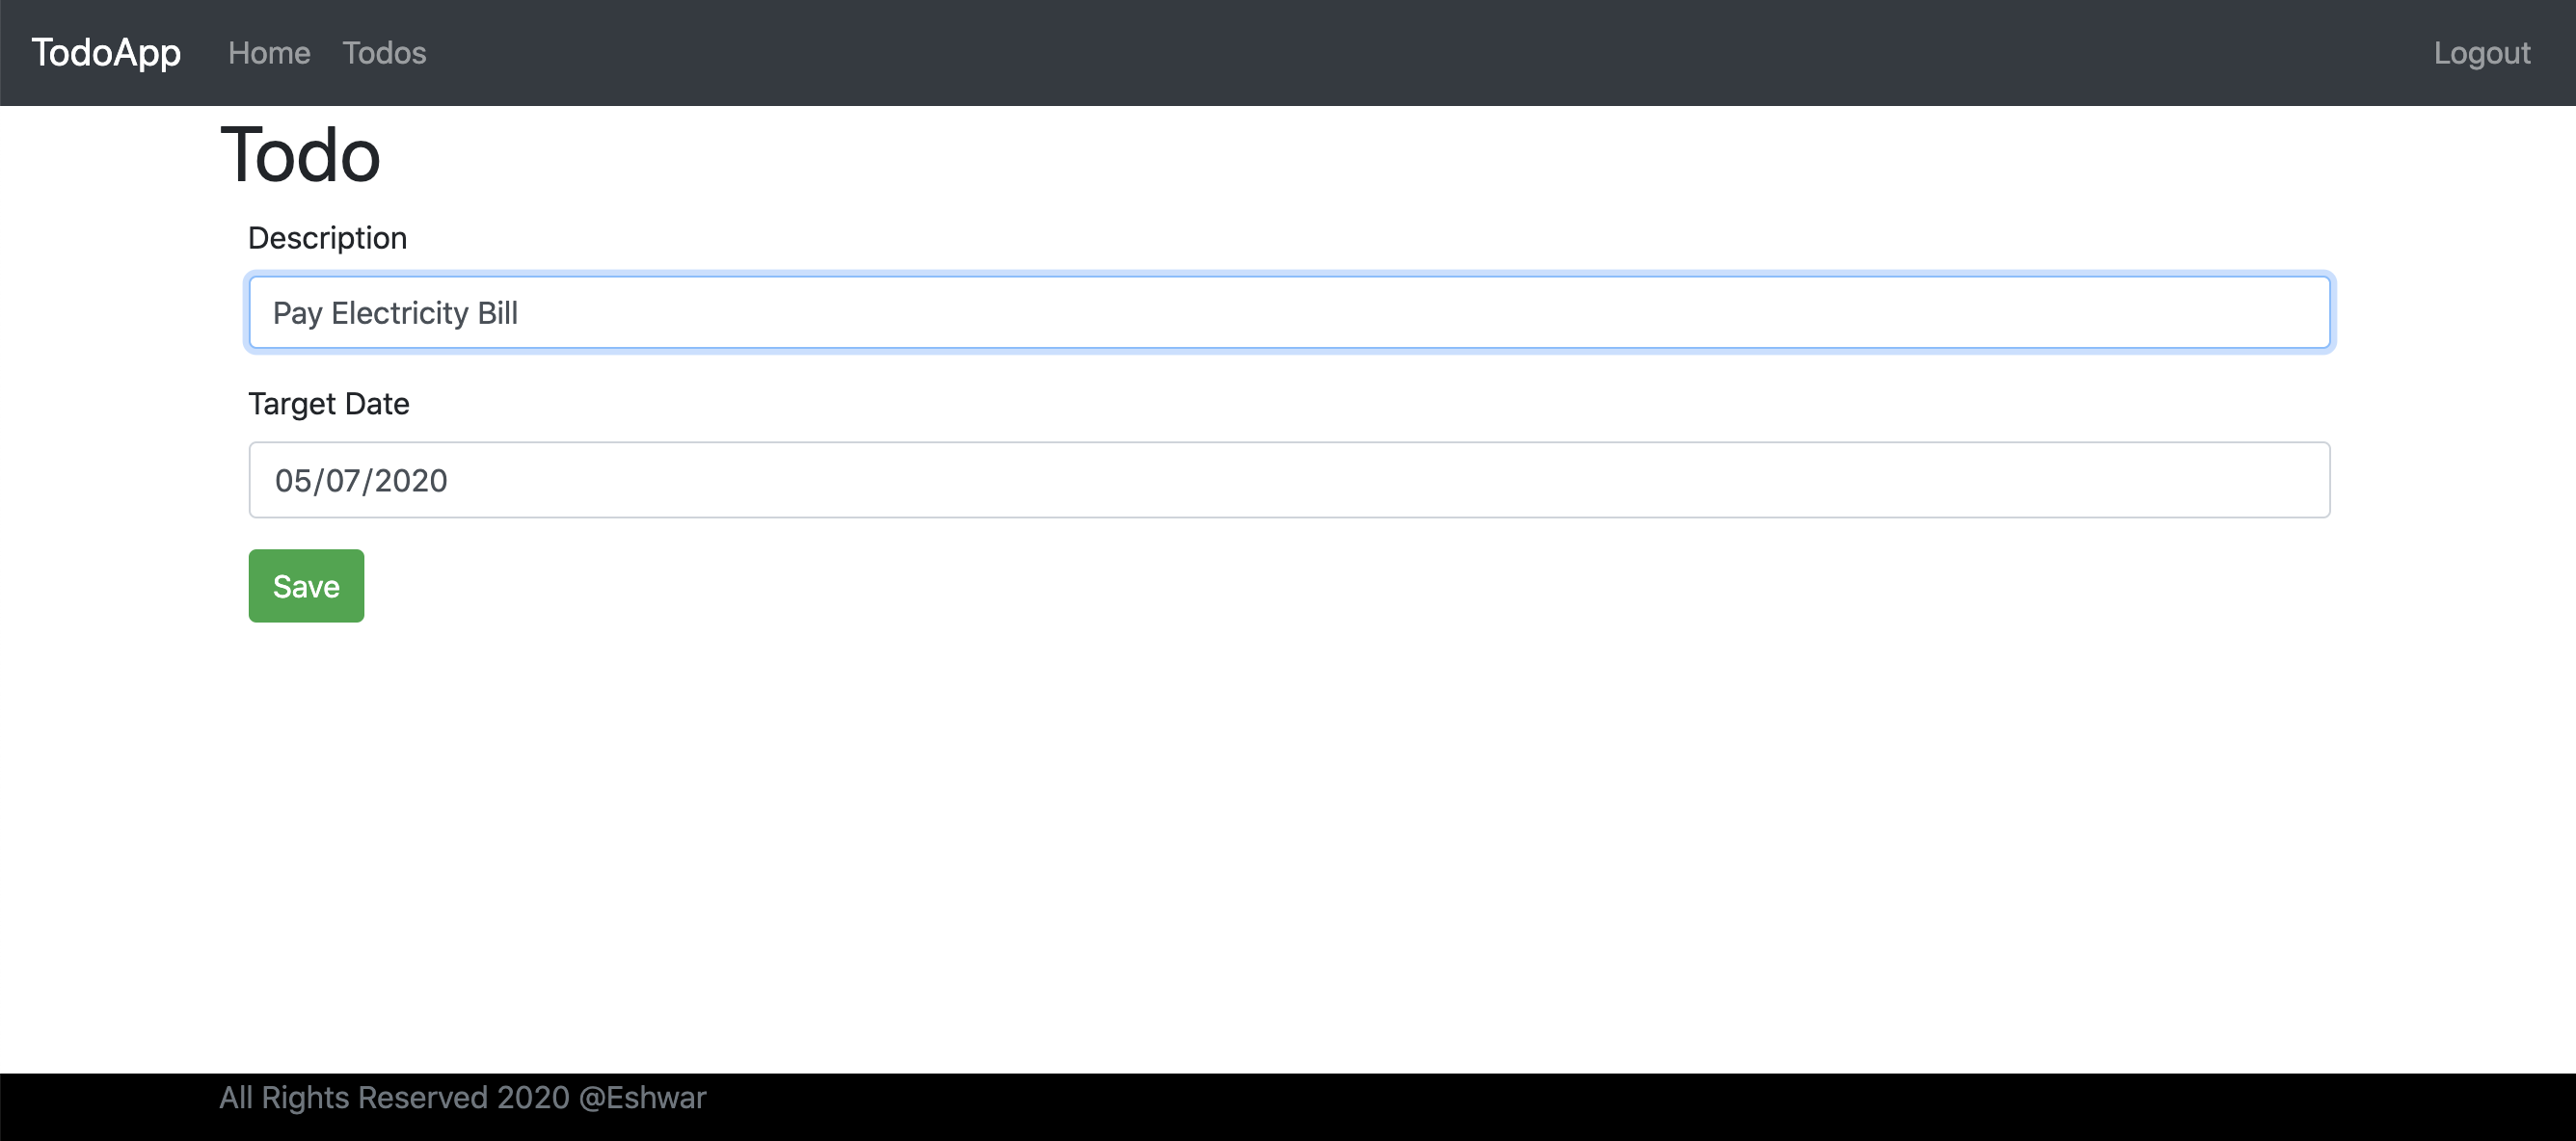 TodoApp Home Todos Logout
Todo
Description
Pay Electricity Bill
Target Date
05/07/2020
Save
All Rights Reserved 2020 @Eshwar